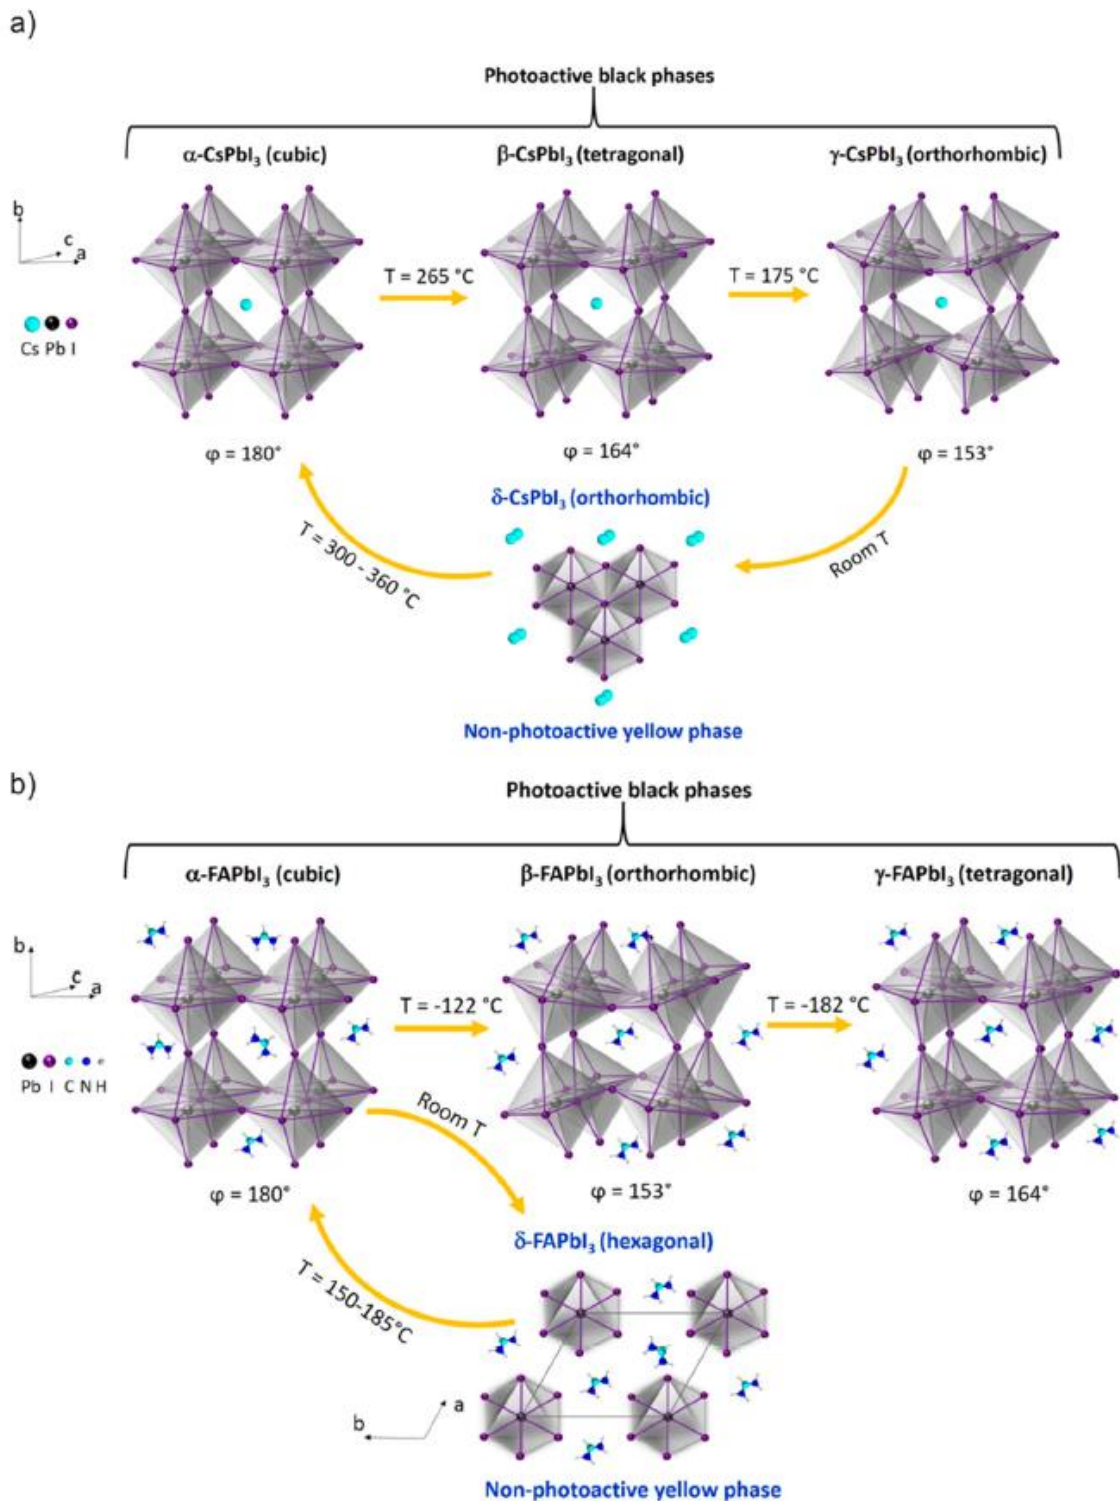 a)
Photoactive black phases
α-CsPbI₃ (cubic)
β-CsPbI₃ (tetragonal)
γ-CsPbI₃ (orthorhombic)
b
c
a
T = 265 °C
T = 175 °C
Cs Pb I
φ = 180°
φ = 164°
φ = 153°
δ-CsPbI₃ (orthorhombic)
T = 300 - 360 °C
Room T
Non-photoactive yellow phase
b)
Photoactive black phases
α-FAPbI₃ (cubic)
β-FAPbI₃ (orthorhombic)
γ-FAPbI₃ (tetragonal)
b
c
a
T = -122 °C
T = -182 °C
Pb I C N H
Room T
φ = 180°
φ = 153°
φ = 164°
δ-FAPbI₃ (hexagonal)
T = 150-185°C
a
b
Non-photoactive yellow phase